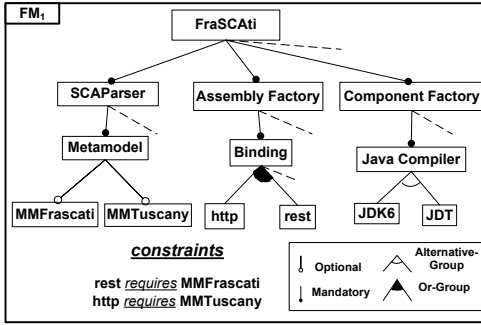 FM1
FraSCAti
SCAParser
Assembly Factory
Component Factory
Metamodel
Binding
Java Compiler
MMFrascati
MMTuscany
http
rest
JDK6
JDT
constraints
rest requires MMFrascati
http requires MMTuscany
Optional
Alternative-
Group
Mandatory
Or-Group